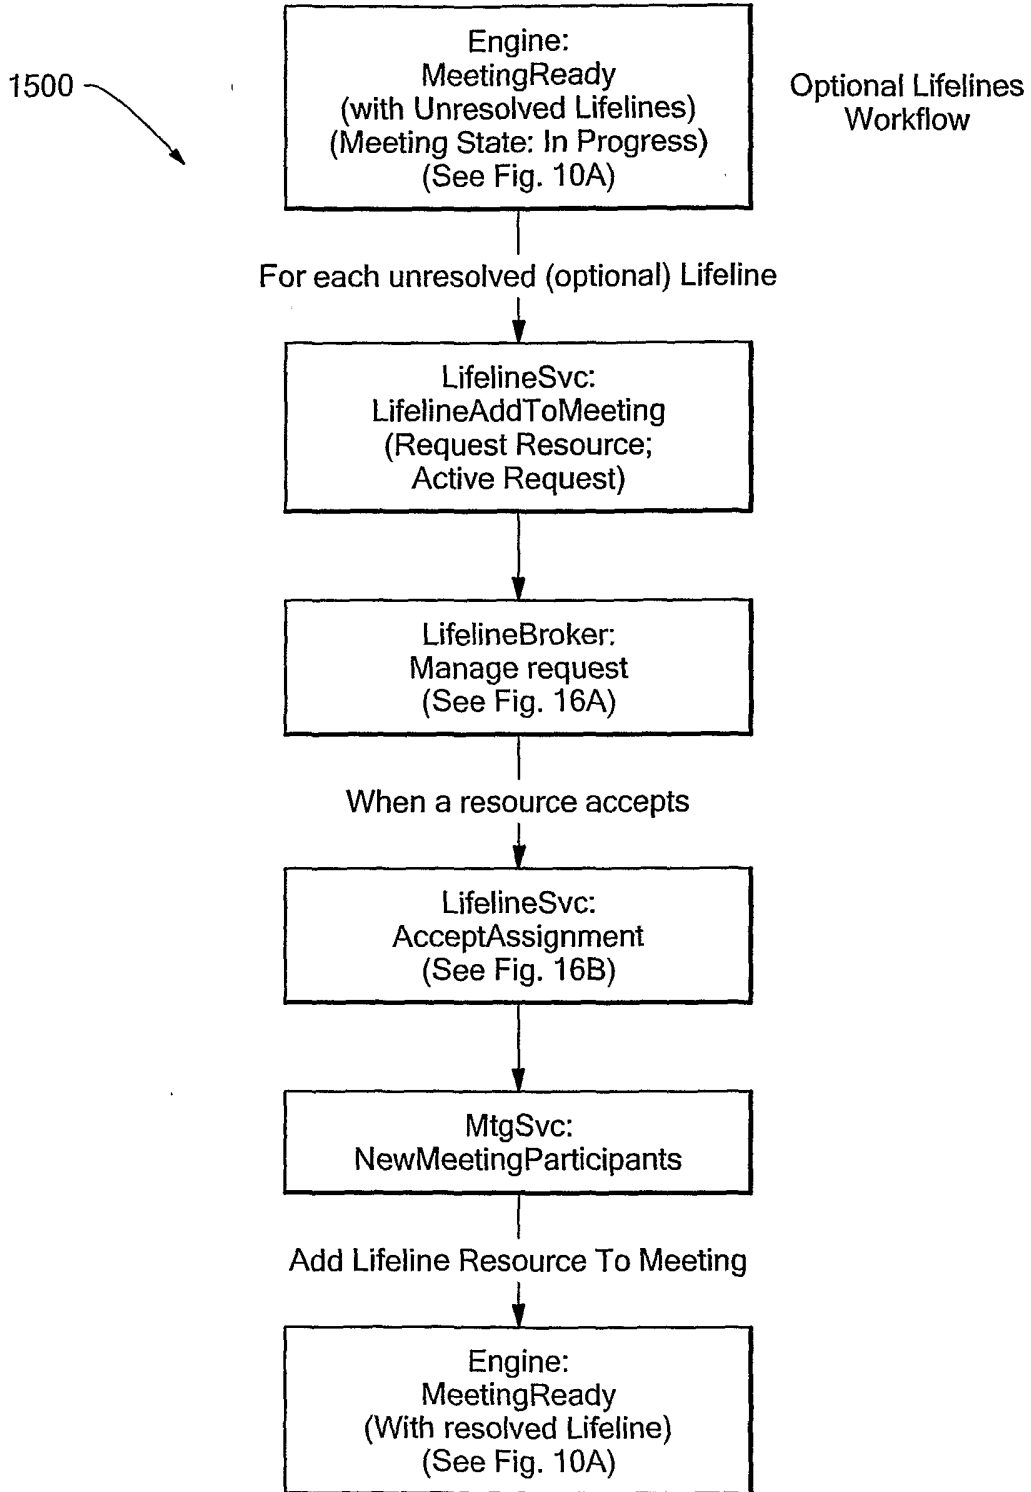 1500
Engine:
MeetingReady
(with Unresolved Lifelines)
(Meeting State: In Progress)
(See Fig. 10A)
Optional Lifelines
Workflow
For each unresolved (optional) Lifeline
LifelineSvc:
LifelineAddToMeeting
(Request Resource;
Active Request)
LifelineBroker:
Manage request
(See Fig. 16A)
When a resource accepts
LifelineSvc:
AcceptAssignment
(See Fig. 16B)
MtgSvc:
NewMeetingParticipants
Add Lifeline Resource To Meeting
Engine:
MeetingReady
(With resolved Lifeline)
(See Fig. 10A)